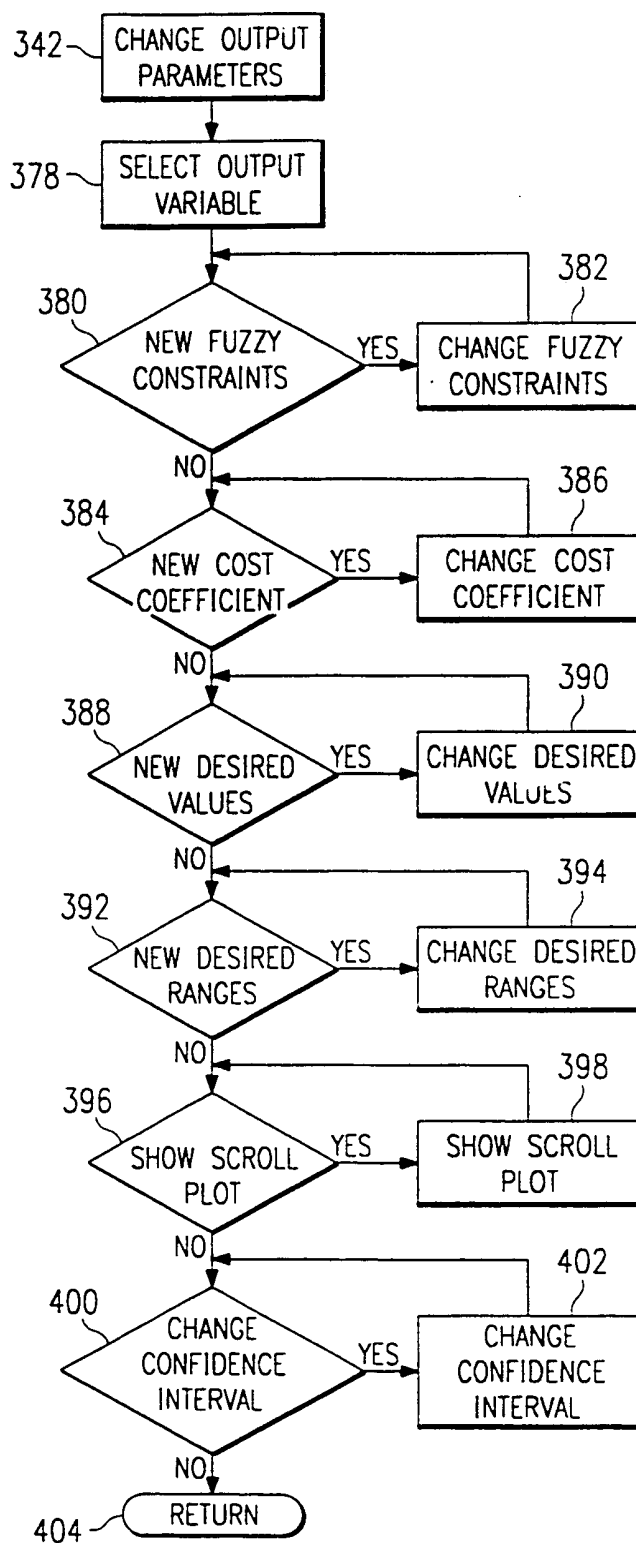 342
CHANGE OUTPUT
PARAMETERS
378
SELECT OUTPUT
VARIABLE
380
NEW FUZZY
CONSTRAINTS
YES
382
CHANGE FUZZY
CONSTRAINTS
NO
384
NEW COST
COEFFICIENT
YES
386
CHANGE COST
COEFFICIENT
NO
388
NEW DESIRED
VALUES
YES
390
CHANGE DESIRED
VALUES
NO
392
NEW DESIRED
RANGES
YES
394
CHANGE DESIRED
RANGES
NO
396
SHOW SCROLL
PLOT
YES
398
SHOW SCROLL
PLOT
NO
400
CHANGE
CONFIDENCE
INTERVAL
YES
402
CHANGE
CONFIDENCE
INTERVAL
NO
404
RETURN